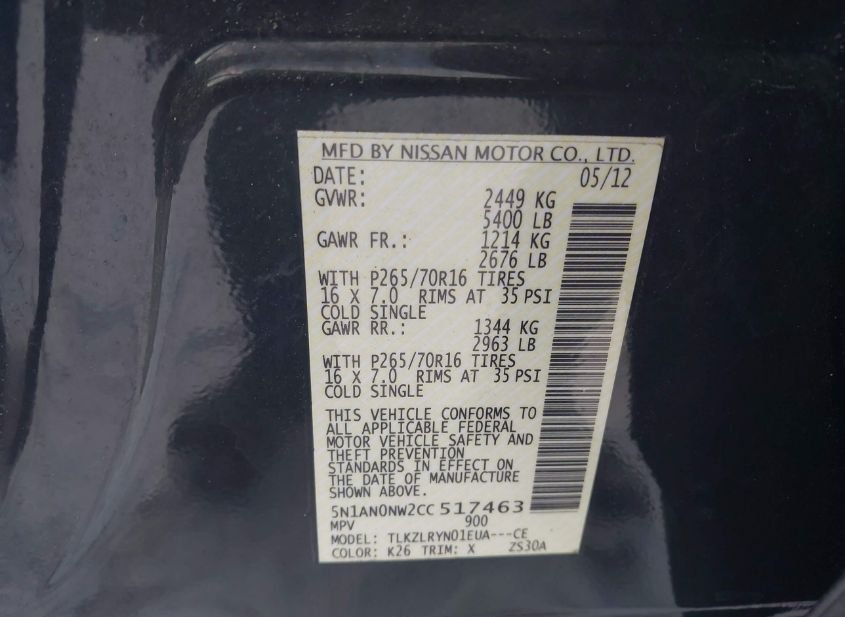 MFD BY NISSAN MOTOR CO., LTD.
DATE: 05/12
GVWR: 2449 KG
5400 LB
GAWR FR.: 1214 KG
2676 LB
WITH P265/70R16 TIRES
16 X 7.0 RIMS AT 35 PSI
COLD SINGLE
GAWR RR.: 1344 KG
2963 LB
WITH P265/70R16 TIRES
16 X 7.0 RIMS AT 35 PSI
COLD SINGLE
THIS VEHICLE CONFORMS TO
ALL APPLICABLE FEDERAL
MOTOR VEHICLE SAFETY AND
THEFT PREVENTION
STANDARDS IN EFFECT ON
THE DATE OF MANUFACTURE
SHOWN ABOVE.
5N1AN0NW2CC517463
MPV 900
MODEL: TLKZLRYN01EUA---CE
COLOR: K26 TRIM: X ZS30A